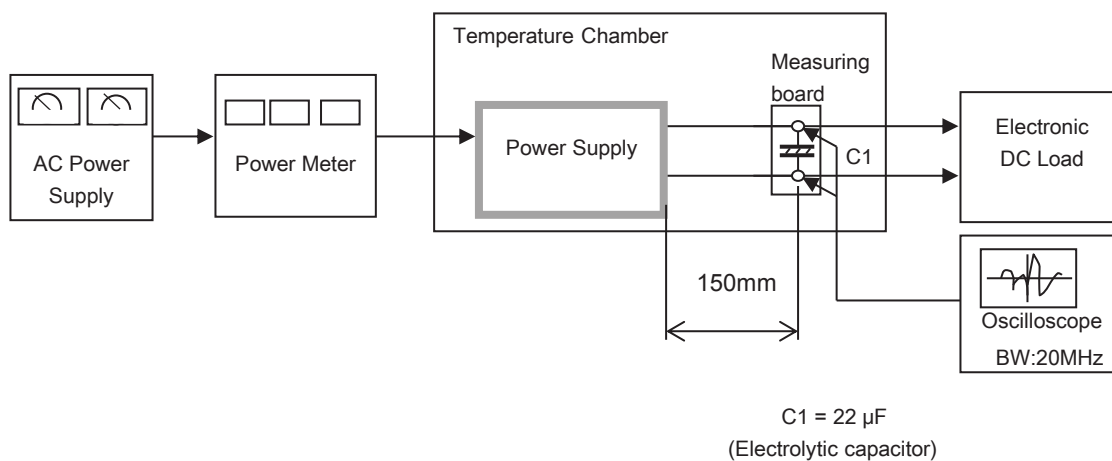 Temperature Chamber
Measuring
board
AC Power
Supply
Power Meter
Power Supply
C1
Electronic
DC Load
150mm
Oscilloscope
BW:20MHz
C1 = 22 µF
(Electrolytic capacitor)